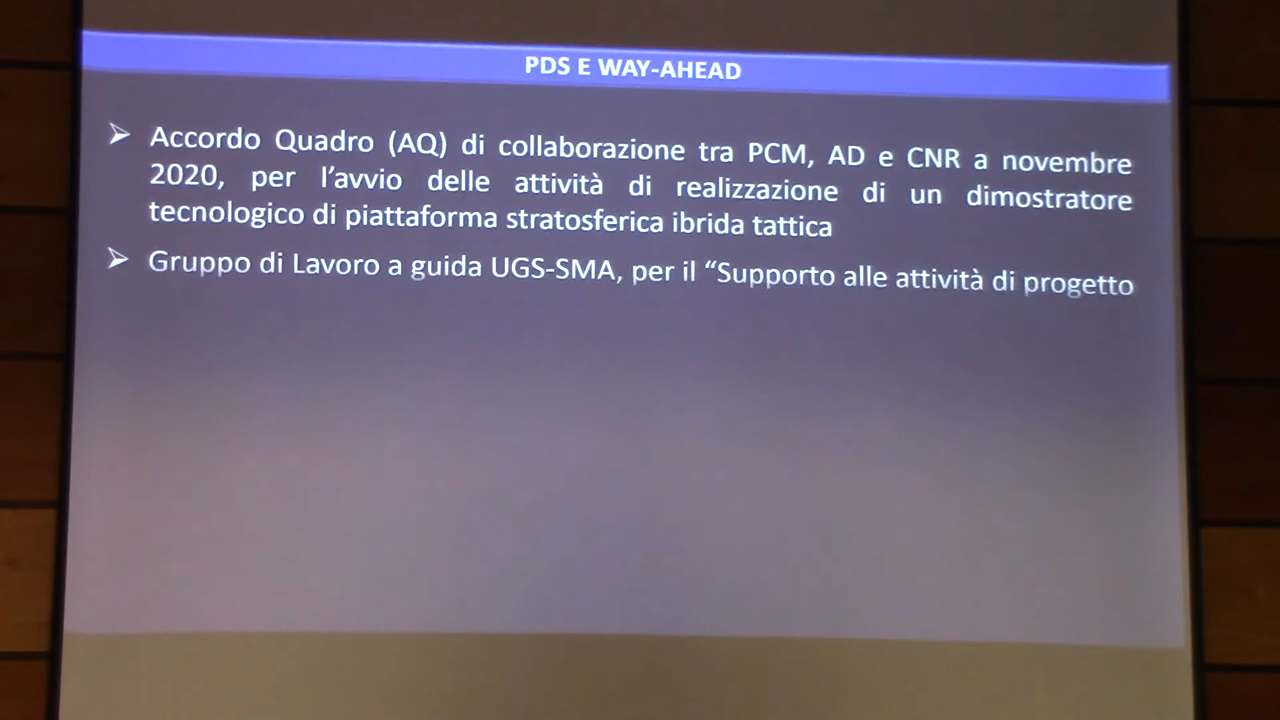 PDS E WAY-AHEAD
➢ Accordo Quadro (AQ) di collaborazione tra PCM, AD e CNR a novembre
2020, per l'avvio delle attività di realizzazione di un dimostratore
tecnologico di piattaforma stratosferica ibrida tattica
➢ Gruppo di Lavoro a guida UGS-SMA, per il “Supporto alle attività di progetto